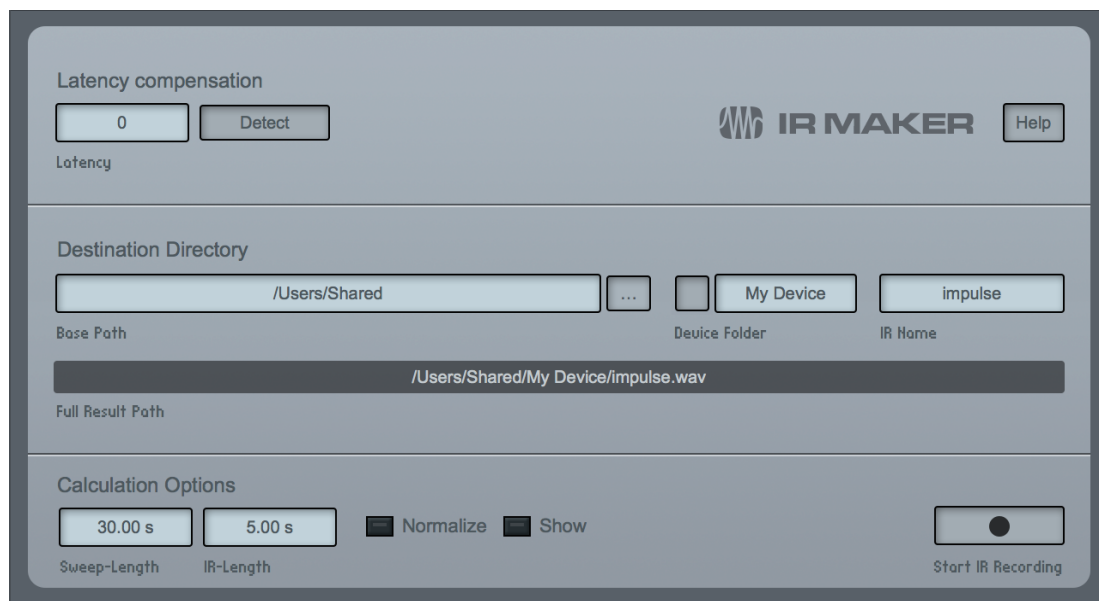 Latency compensation
0 Detect
IR MAKER Help
Latency
Destination Directory
/Users/Shared ... My Device impulse
Base Path Device Folder IR Name
/Users/Shared/My Device/impulse.wav
Full Result Path
Calculation Options
30.00 s 5.00 s Normalize Show
Sweep-Length IR-Length Start IR Recording